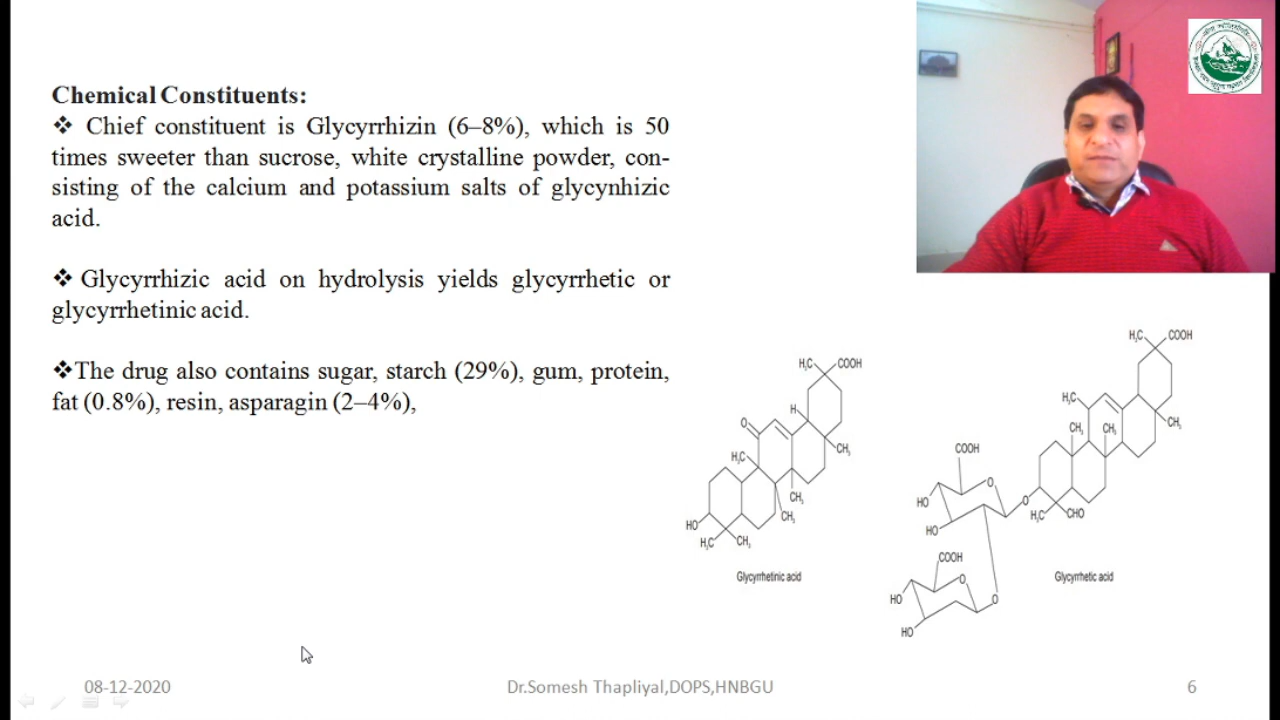 Chemical Constituents:
❖ Chief constituent is Glycyrrhizin (6–8%), which is 50
times sweeter than sucrose, white crystalline powder, con-
sisting of the calcium and potassium salts of glycynhizic
acid.
❖ Glycyrrhizic acid on hydrolysis yields glycyrrhetic or
glycyrrhetinic acid.
❖The drug also contains sugar, starch (29%), gum, protein,
fat (0.8%), resin, asparagin (2–4%),
H₃C COOH
H
O
CH₃
H₃C
CH₃
CH₃
HO
H₃C CH₃
Glycyrrhetinic acid
H₃C COOH
H₃C
CH₃ CH₃ CH₃
COOH
O
HO
O
H₃C CHO
HO
COOH
O
HO
O
HO
Glycyrrhetic acid
08-12-2020
Dr.Somesh Thapliyal,DOPS,HNBGU
6